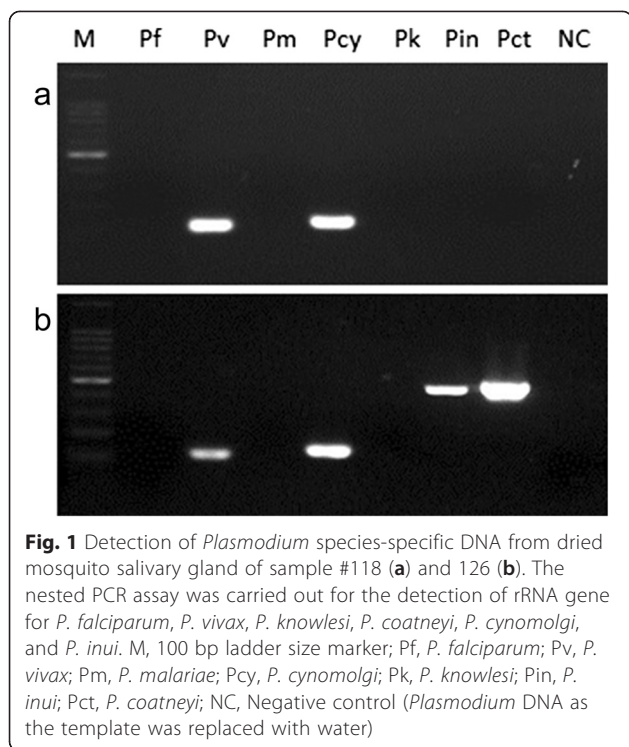 M Pf Pv Pm Pcy Pk Pin Pct NC
a
b
Fig. 1 Detection of Plasmodium species-specific DNA from dried
mosquito salivary gland of sample #118 (a) and 126 (b). The
nested PCR assay was carried out for the detection of rRNA gene
for P. falciparum, P. vivax, P. knowlesi, P. coatneyi, P. cynomolgi,
and P. inui. M, 100 bp ladder size marker; Pf, P. falciparum; Pv, P.
vivax; Pm, P. malariae; Pcy, P. cynomolgi; Pk, P. knowlesi; Pin, P.
inui; Pct, P. coatneyi; NC, Negative control (Plasmodium DNA as
the template was replaced with water)